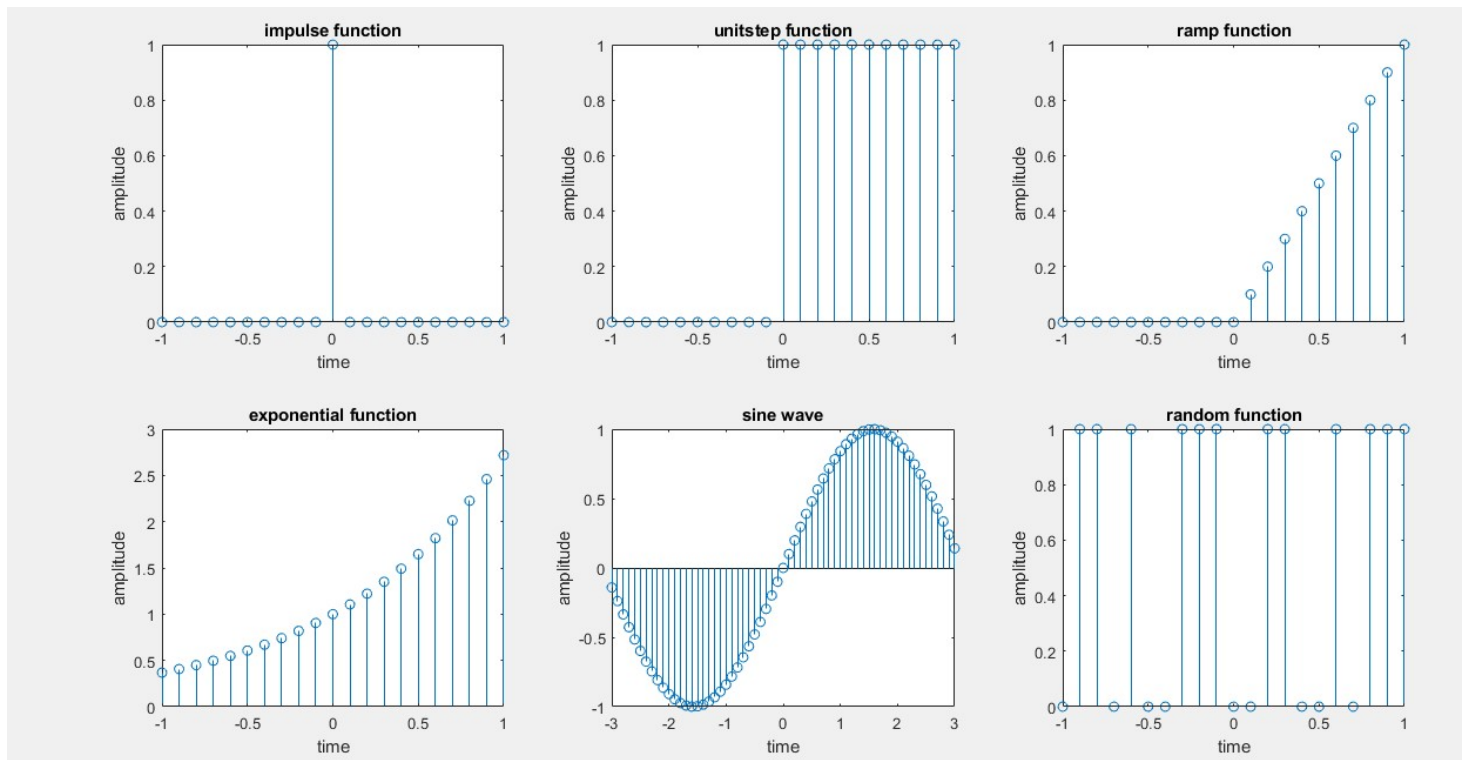 impulse function
1
0.8
0.6
0.4
0.2
0
amplitude
-1 -0.5 0 0.5 1
time
unitstep function
1
0.8
0.6
0.4
0.2
0
amplitude
-1 -0.5 0 0.5 1
time
ramp function
1
0.8
0.6
0.4
0.2
0
amplitude
-1 -0.5 0 0.5 1
time
exponential function
3
2.5
2
1.5
1
0.5
0
amplitude
-1 -0.5 0 0.5 1
time
sine wave
1
0.5
0
-0.5
-1
amplitude
-3 -2 -1 0 1 2 3
time
random function
1
0.8
0.6
0.4
0.2
0
amplitude
-1 -0.5 0 0.5 1
time